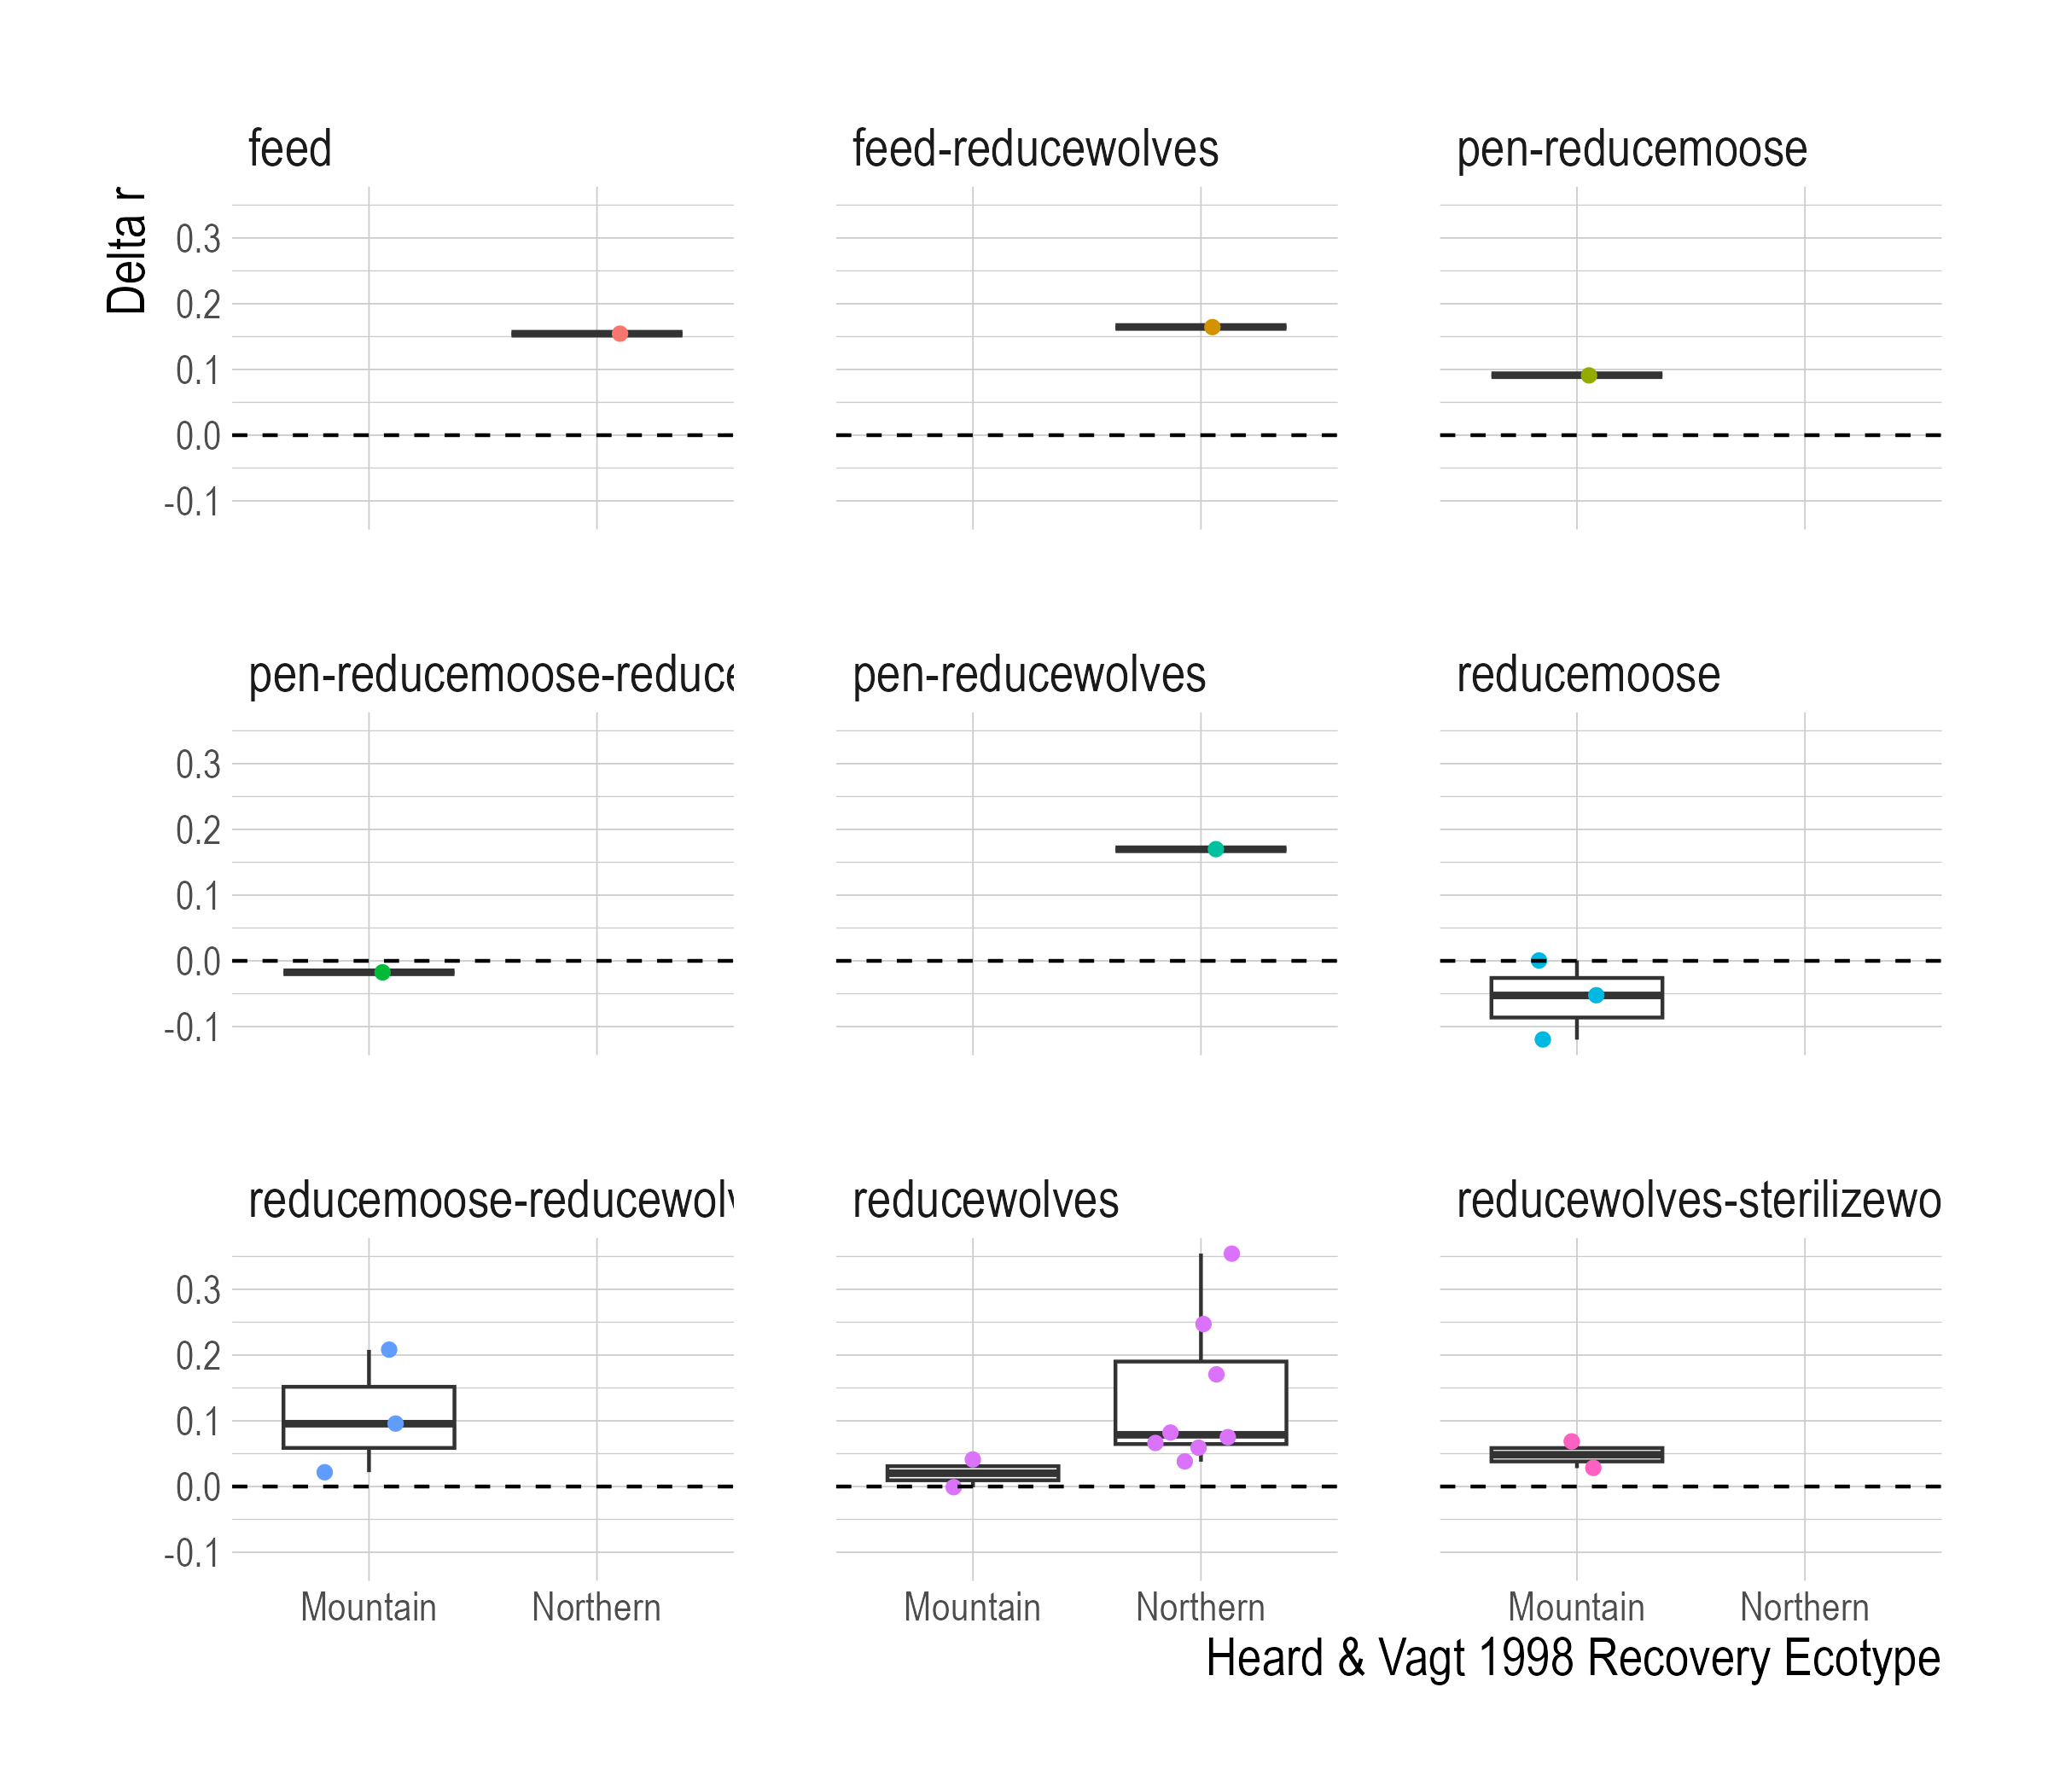 feed
feed-reducewolves
pen-reducemoose
Delta r
0.3
0.2
0.1
0.0
-0.1
pen-reducemoose-reduce
pen-reducewolves
reducemoose
0.3
0.2
0.1
0.0
-0.1
reducemoose-reducewol
reducewolves
reducewolves-sterilizewo
0.3
0.2
0.1
0.0
-0.1
Mountain Northern
Mountain Northern
Mountain Northern
Heard & Vagt 1998 Recovery Ecotype